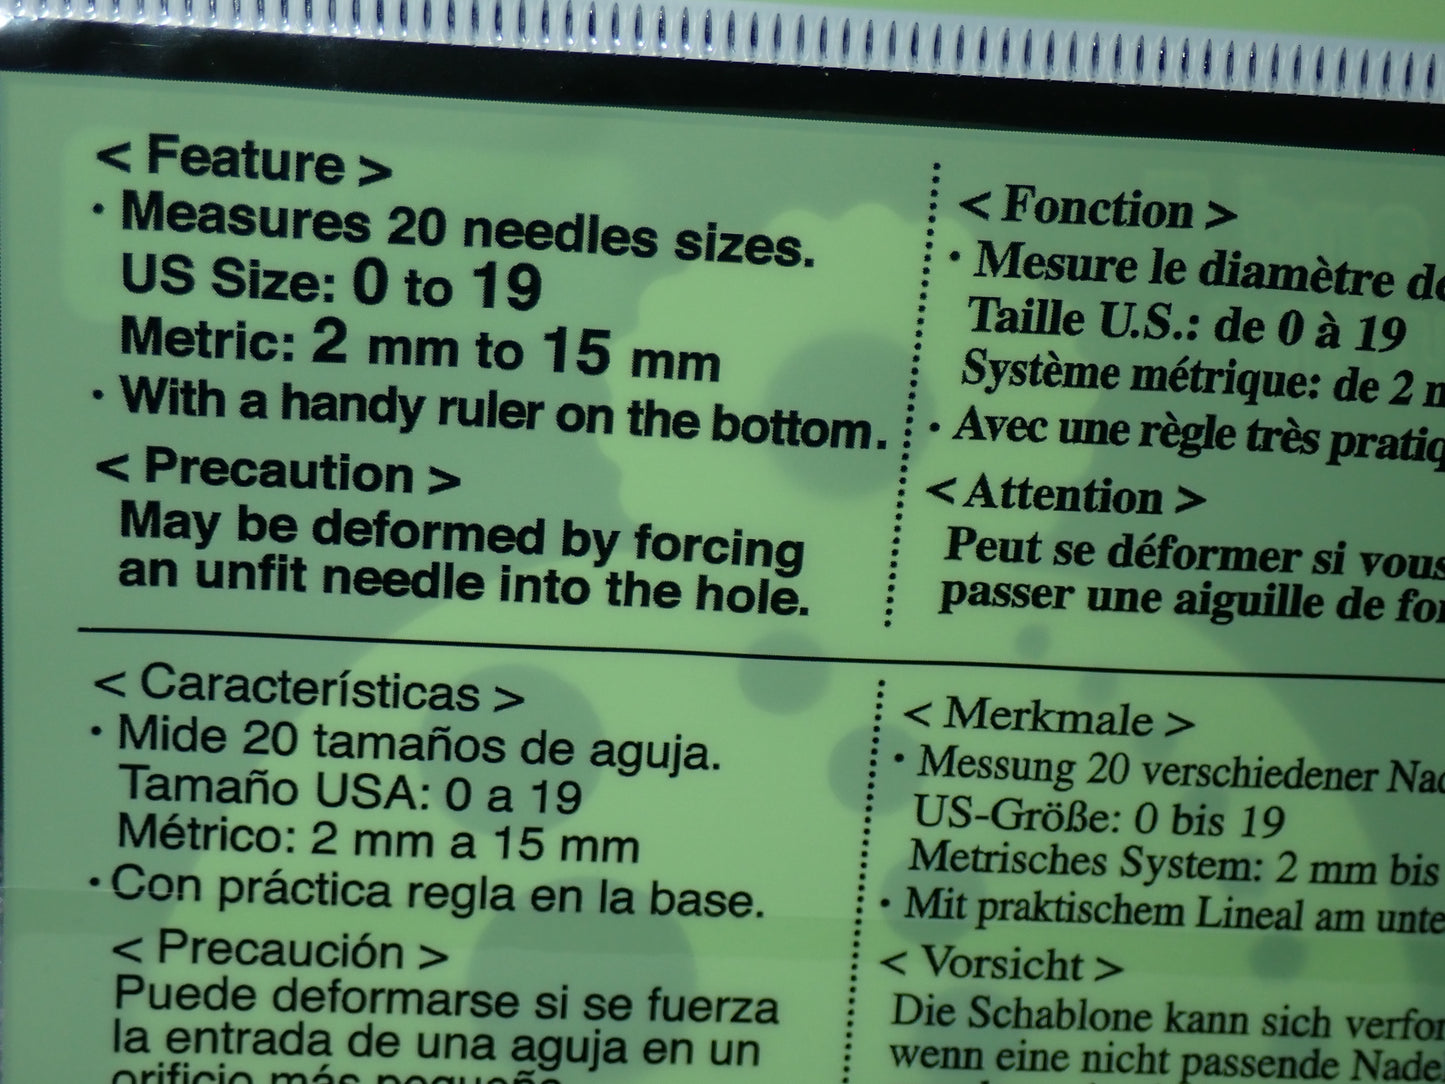 < Feature >
· Measures 20 needles sizes.
US Size: 0 to 19
Metric: 2 mm to 15 mm
· With a handy ruler on the bottom.
< Precaution >
May be deformed by forcing
an unfit needle into the hole.
< Fonction >
· Mesure le diamètre
Taille U.S.: de 0 à 19
Système métrique: de 2
· Avec une règle très
< Attention >
Peut se déformer si vous
passer une aiguille de
< Características >
· Mide 20 tamaños de aguja.
Tamaño USA: 0 a 19
Métrico: 2 mm a 15 mm
· Con práctica regla en la base.
< Precaución >
Puede deformarse si se fuerza
la entrada de una aguja en un
orificio más pequeño.
< Merkmale >
· Messung 20 verschiedener
US-Größe: 0 bis 19
Metrisches System: 2 mm bis
· Mit praktischem Lineal am
< Vorsicht >
Die Schablone kann sich
wenn eine nicht passende